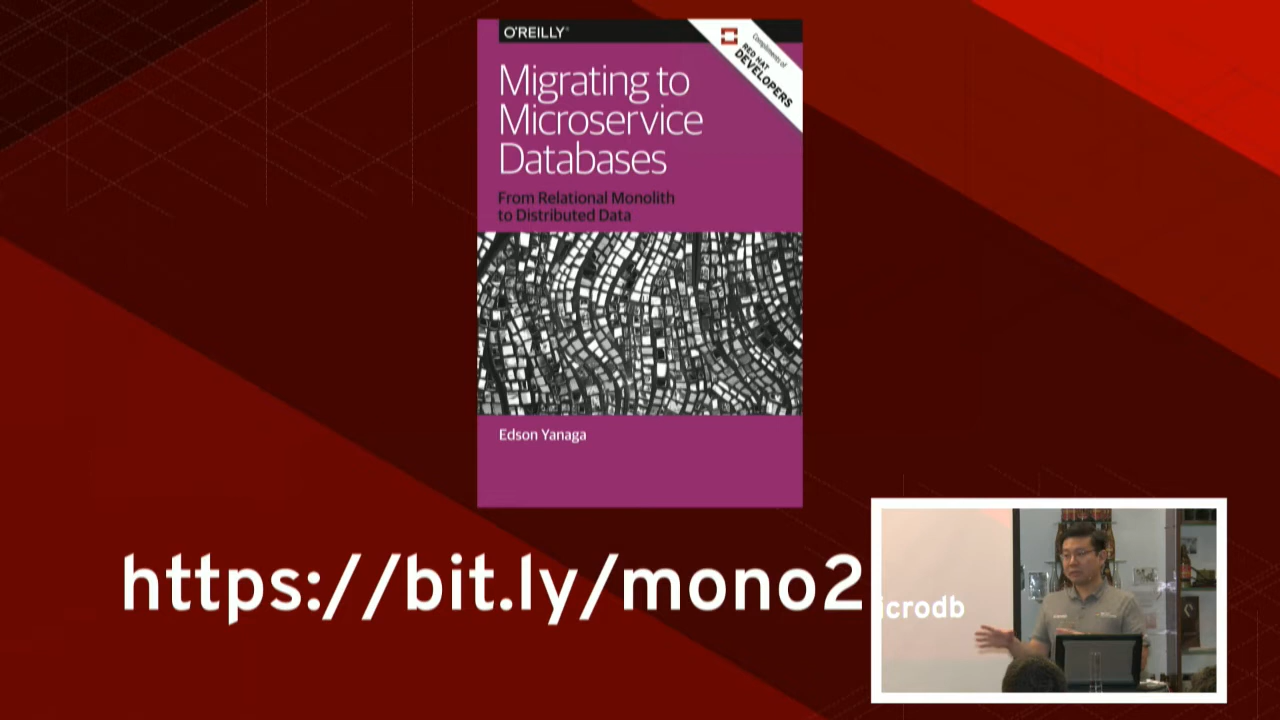 O'REILLY®
Compliments of
RED HAT
DEVELOPERS
Migrating to
Microservice
Databases
From Relational Monolith
to Distributed Data
Edson Yanaga
https://bit.ly/mono2
icrodb